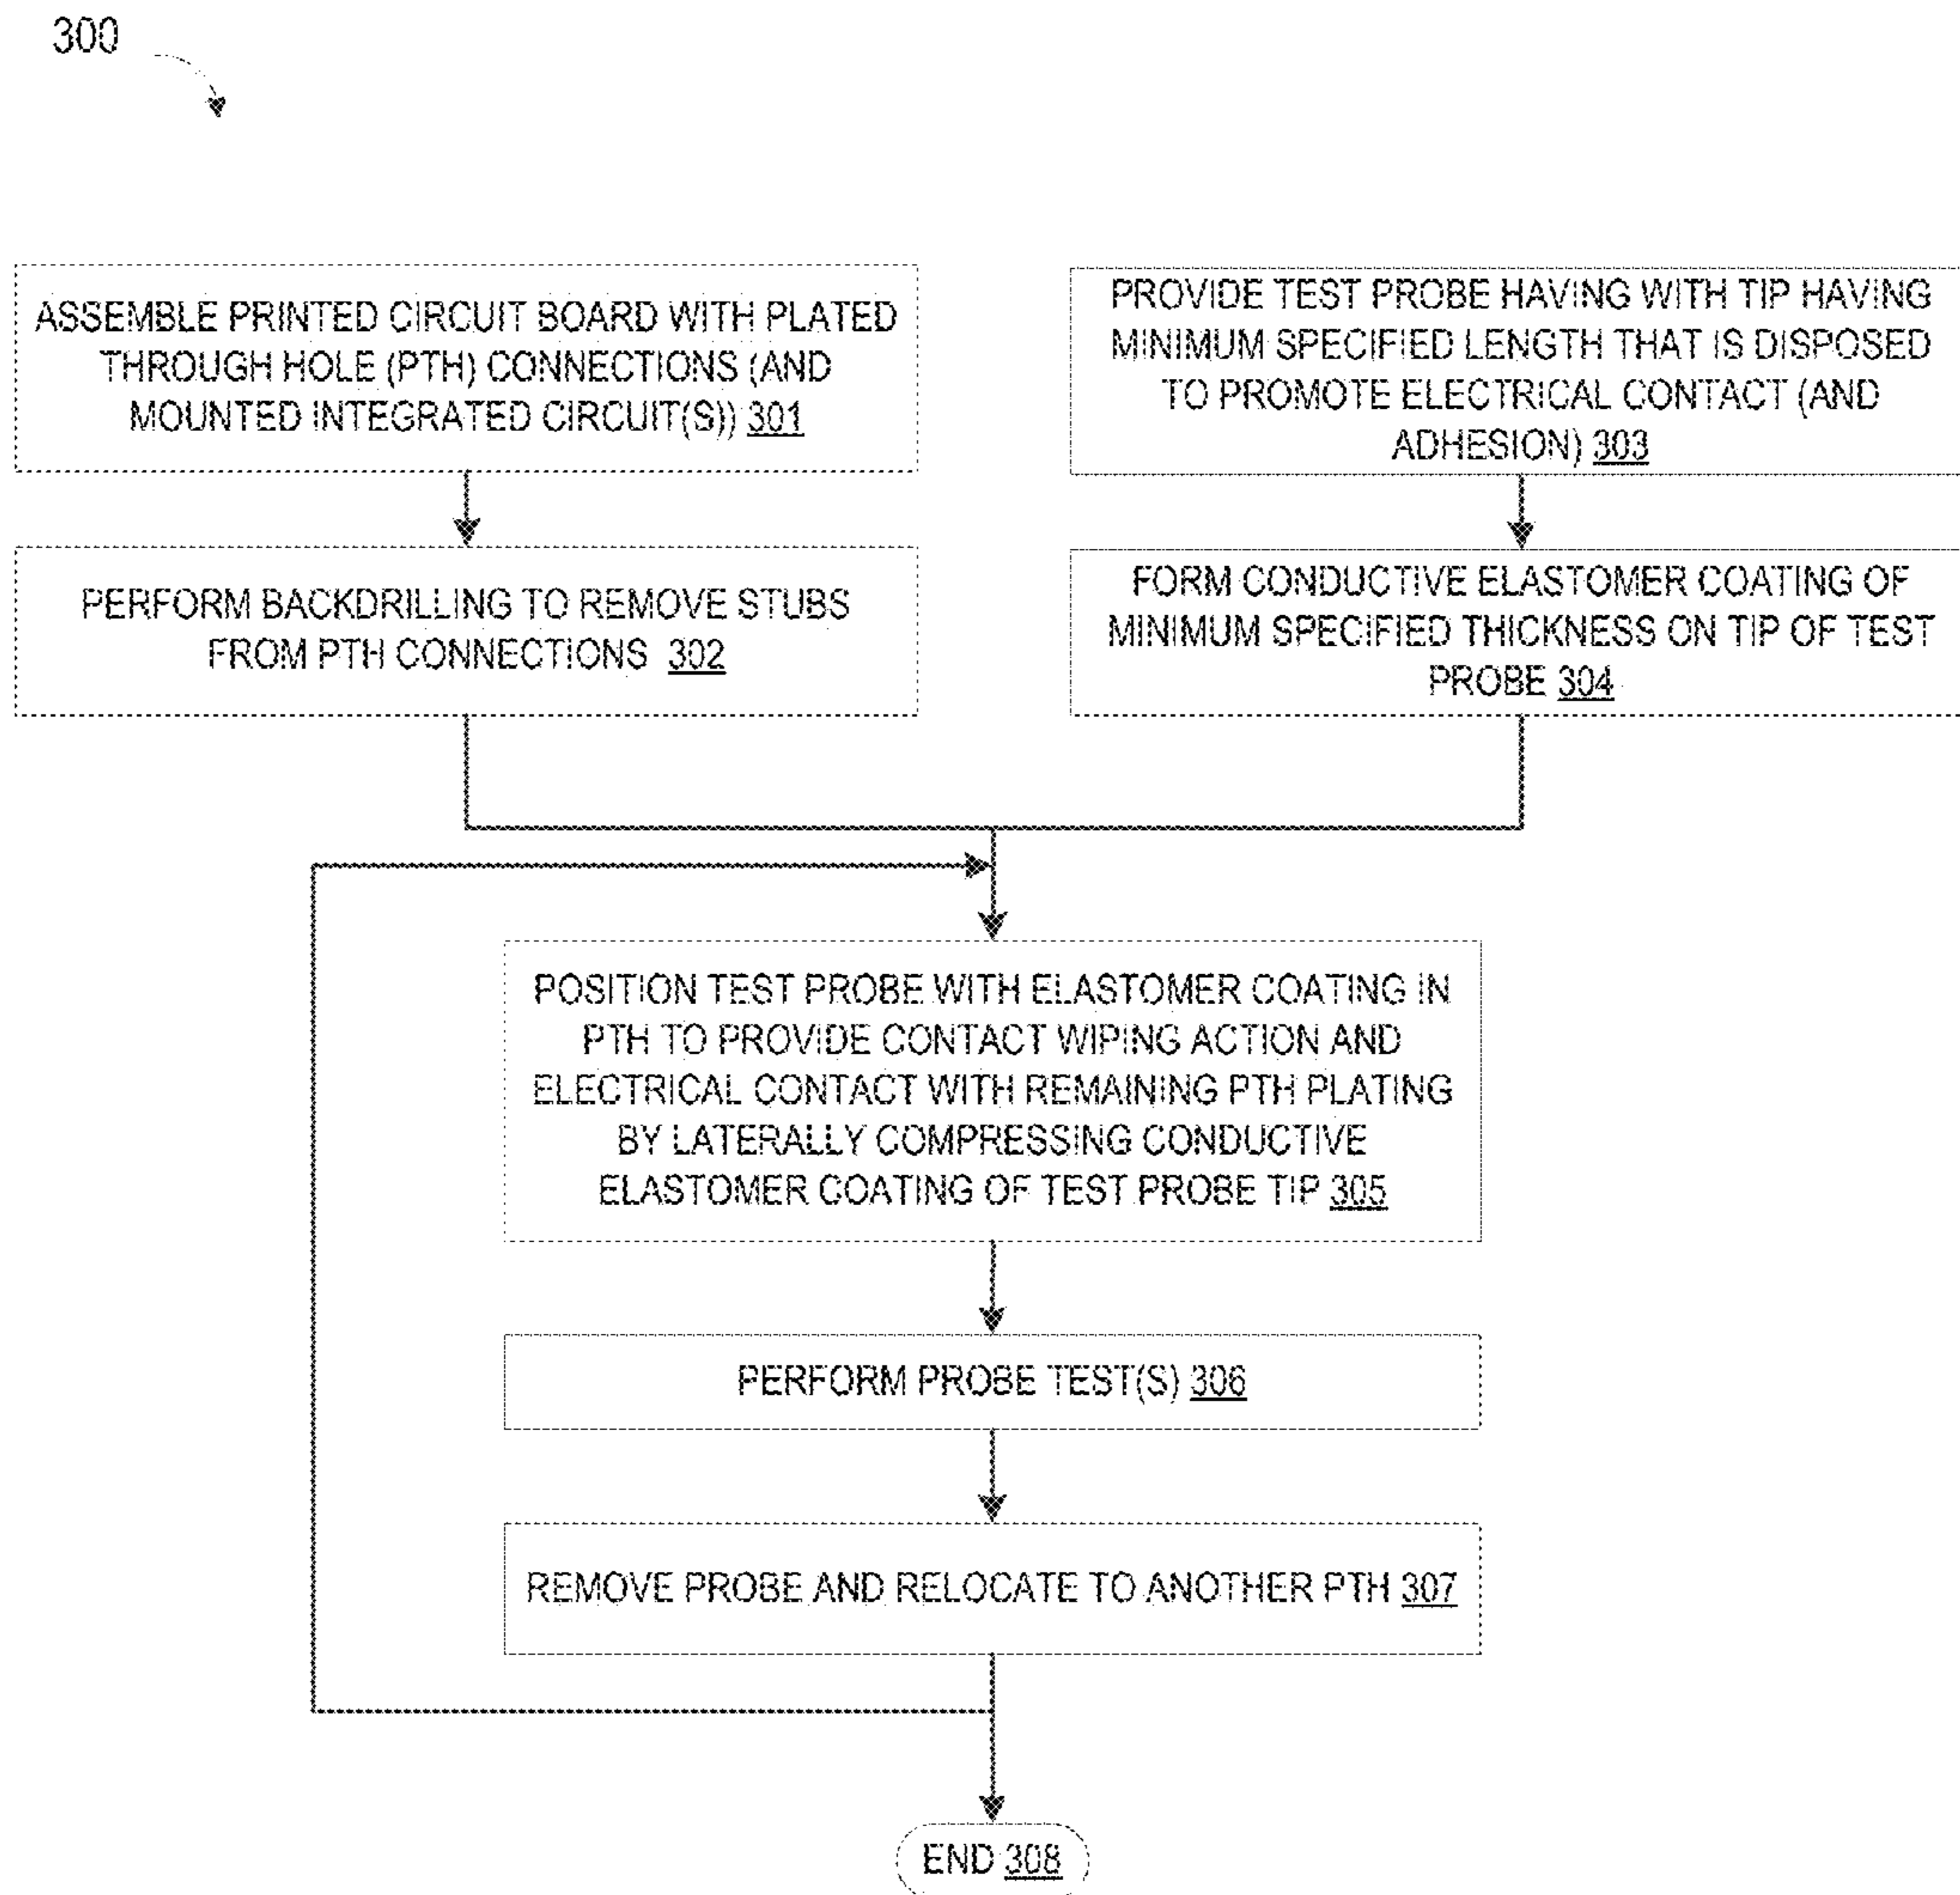 300
ASSEMBLE PRINTED CIRCUIT BOARD WITH PLATED
THROUGH HOLE (PTH) CONNECTIONS (AND
MOUNTED INTEGRATED CIRCUIT(S)) 301
PERFORM BACKDRILLING TO REMOVE STUBS
FROM PTH CONNECTIONS 302
PROVIDE TEST PROBE HAVING WITH TIP HAVING
MINIMUM SPECIFIED LENGTH THAT IS DISPOSED
TO PROMOTE ELECTRICAL CONTACT (AND
ADHESION) 303
FORM CONDUCTIVE ELASTOMER COATING OF
MINIMUM SPECIFIED THICKNESS ON TIP OF TEST
PROBE 304
POSITION TEST PROBE WITH ELASTOMER COATING IN
PTH TO PROVIDE CONTACT WIPING ACTION AND
ELECTRICAL CONTACT WITH REMAINING PTH PLATING
BY LATERALLY COMPRESSING CONDUCTIVE
ELASTOMER COATING OF TEST PROBE TIP 305
PERFORM PROBE TEST(S) 306
REMOVE PROBE AND RELOCATE TO ANOTHER PTH 307
END 308